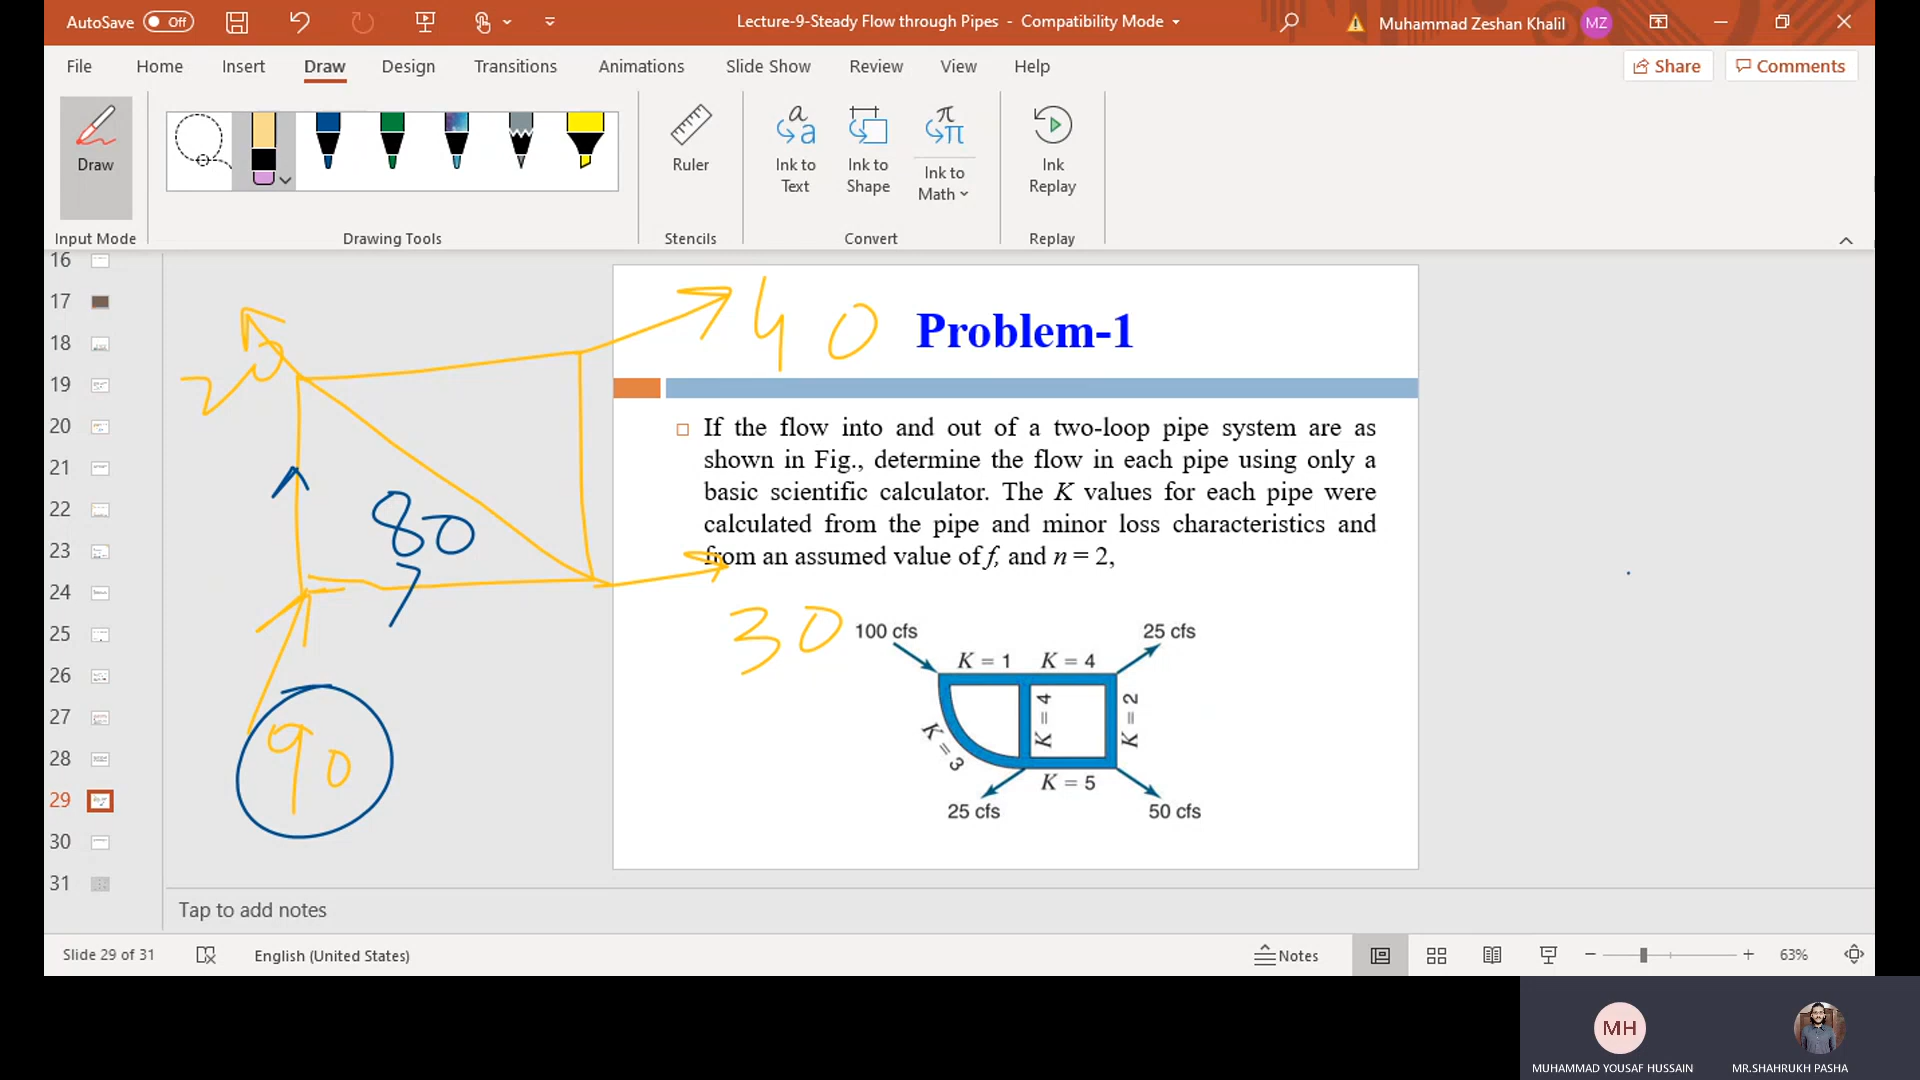 AutoSave Off
Lecture-9-Steady Flow through Pipes - Compatibility Mode
Muhammad Zeshan Khalil MZ
File Home Insert Draw Design Transitions Animations Slide Show Review View Help
Share Comments
Draw
Ruler
Ink to Text
Ink to Shape
Ink to Math
Ink Replay
Input Mode
Drawing Tools
Stencils
Convert
Replay
16
17
18
19
20
21
22
23
24
25
26
27
28
29
30
31
40
20
80
30
90
Problem-1
If the flow into and out of a two-loop pipe system are as
shown in Fig., determine the flow in each pipe using only a
basic scientific calculator. The K values for each pipe were
calculated from the pipe and minor loss characteristics and
from an assumed value of f, and n = 2,
100 cfs
25 cfs
K = 1 K = 4
K = 4
K = 2
K = 3
K = 5
25 cfs
50 cfs
Tap to add notes
Slide 29 of 31
English (United States)
Notes
63%
MH
MUHAMMAD YOUSAF HUSSAIN
MR.SHAHRUKH PASHA